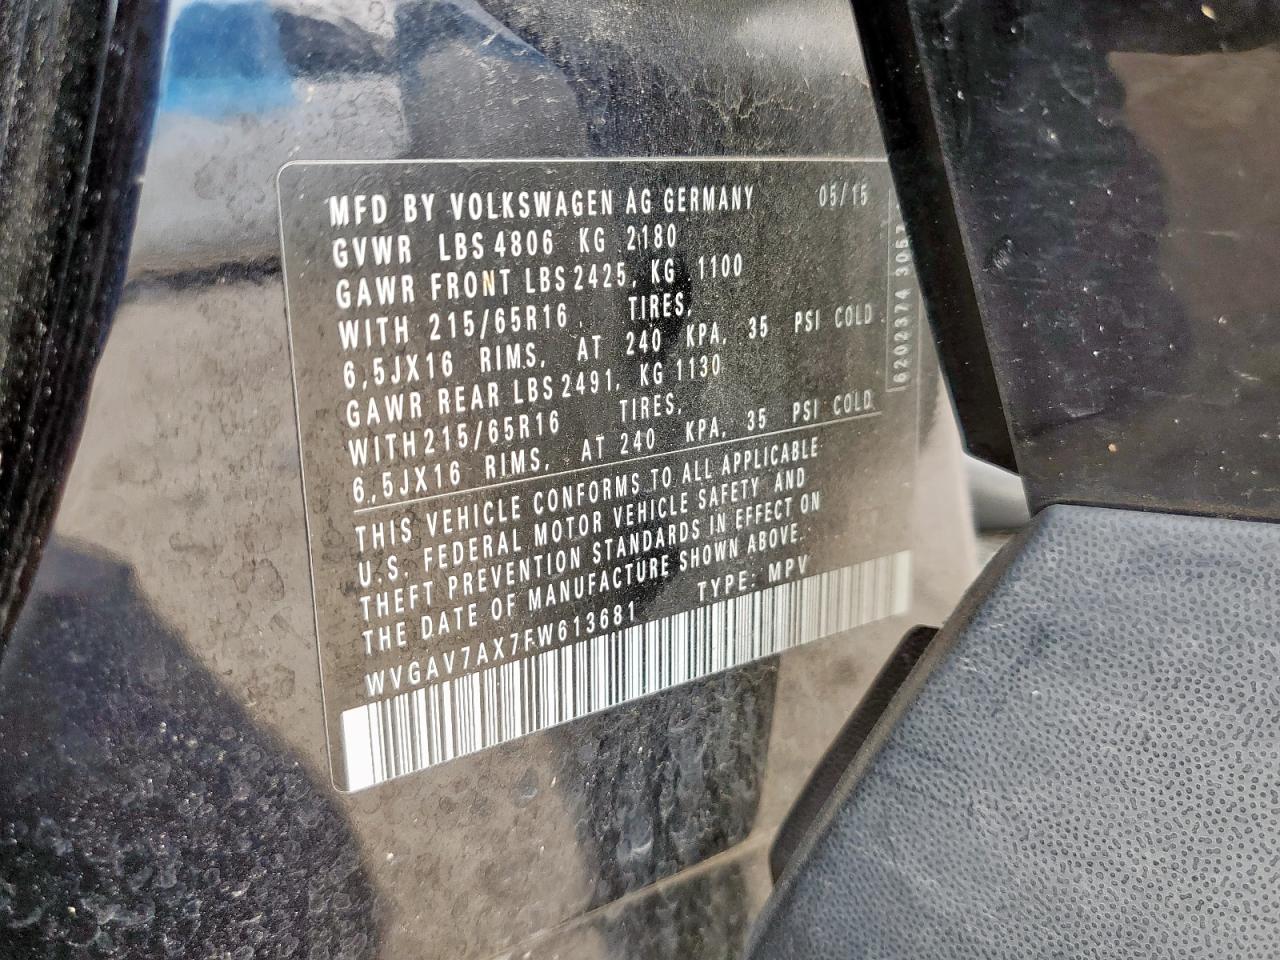 MFD BY VOLKSWAGEN AG GERMANY 05/15
GVWR LBS 4806 KG 2180
GAWR FRONT LBS 2425, KG 1100
WITH 215/65R16 TIRES,
6,5JX16 RIMS, AT 240 KPA, 35 PSI COLD
GAWR REAR LBS 2491, KG 1130
WITH 215/65R16 TIRES,
6,5JX16 RIMS, AT 240 KPA, 35 PSI COLD
THIS VEHICLE CONFORMS TO ALL APPLICABLE
U.S. FEDERAL MOTOR VEHICLE SAFETY AND
THEFT PREVENTION STANDARDS IN EFFECT ON
THE DATE OF MANUFACTURE SHOWN ABOVE.
WVGAV7AX7FW613681 TYPE: MPV
6202374